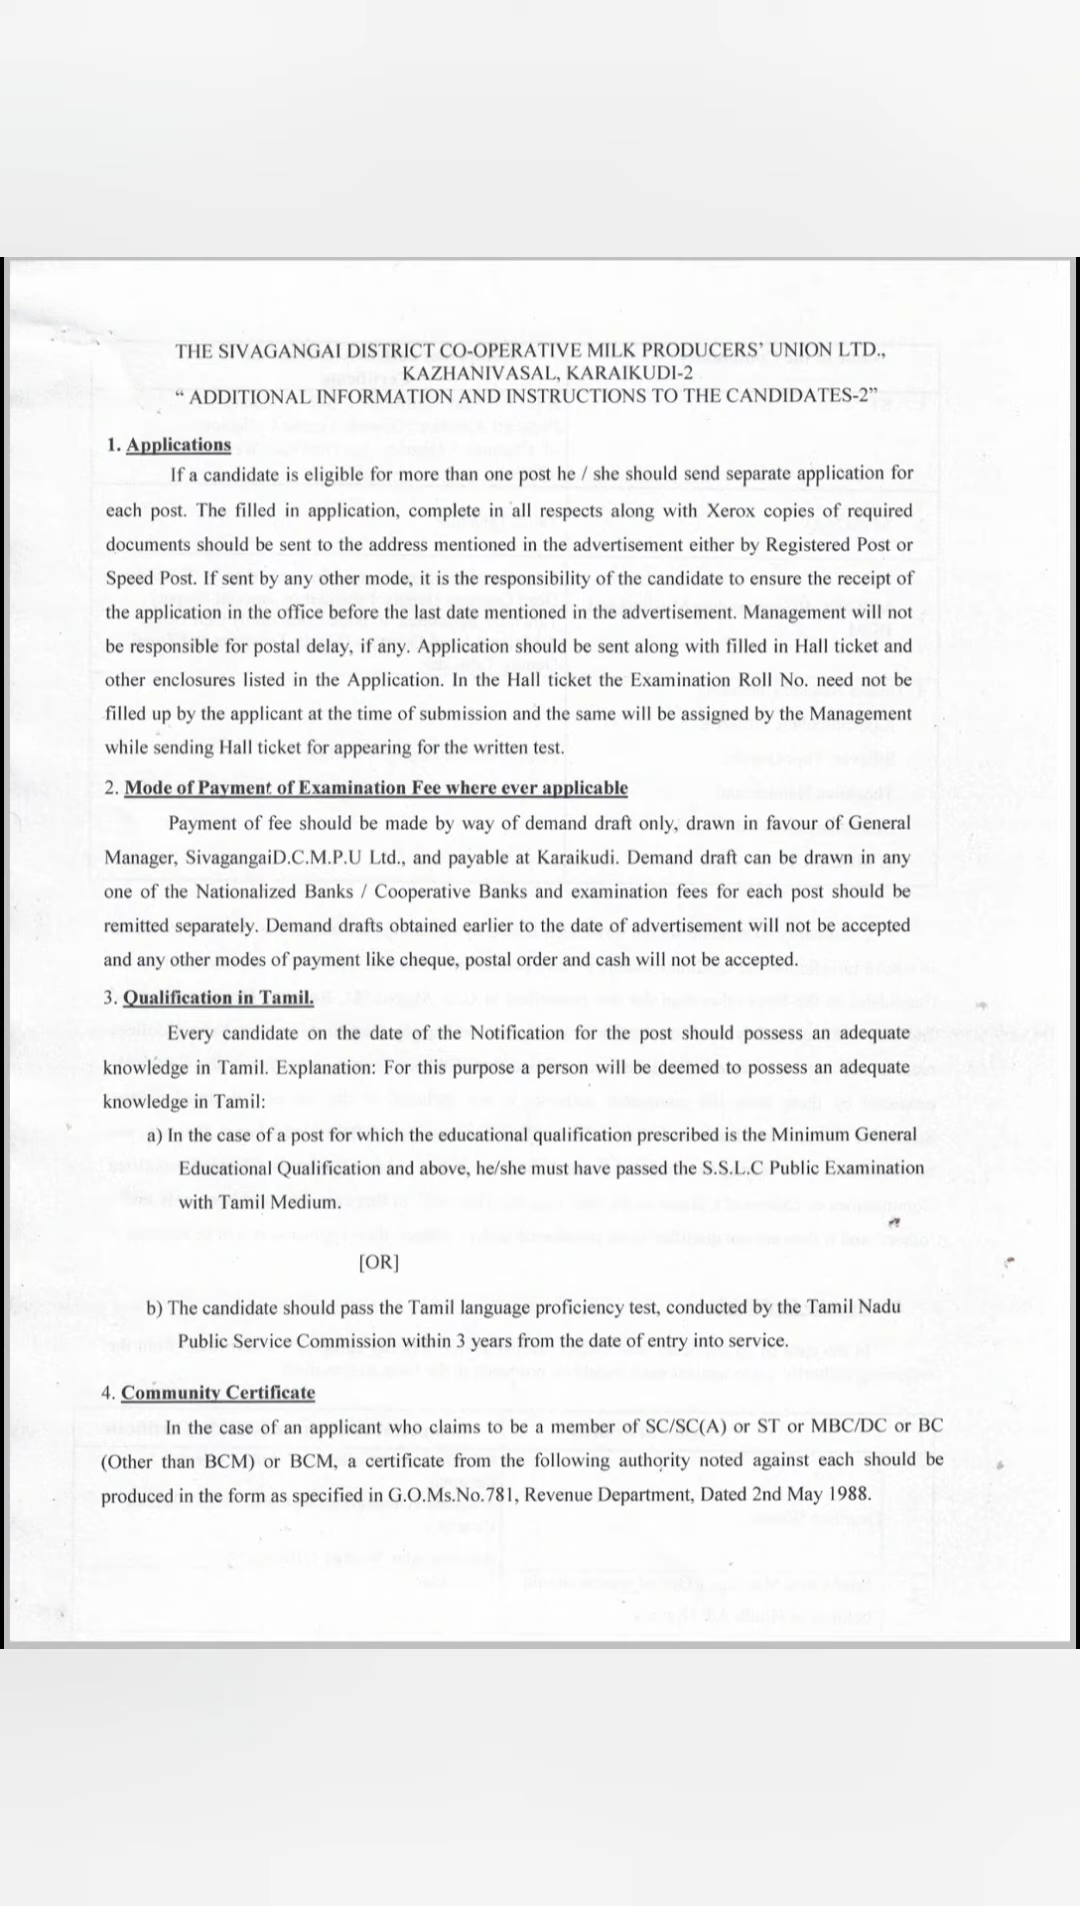 THE SIVAGANGAI DISTRICT CO-OPERATIVE MILK PRODUCERS' UNION LTD.,
KAZHANIVASAL, KARAIKUDI-2
“ ADDITIONAL INFORMATION AND INSTRUCTIONS TO THE CANDIDATES-2”
1. Applications
If a candidate is eligible for more than one post he / she should send separate application for
each post. The filled in application, complete in all respects along with Xerox copies of required
documents should be sent to the address mentioned in the advertisement either by Registered Post or
Speed Post. If sent by any other mode, it is the responsibility of the candidate to ensure the receipt of
the application in the office before the last date mentioned in the advertisement. Management will not
be responsible for postal delay, if any. Application should be sent along with filled in Hall ticket and
other enclosures listed in the Application. In the Hall ticket the Examination Roll No. need not be
filled up by the applicant at the time of submission and the same will be assigned by the Management
while sending Hall ticket for appearing for the written test.
2. Mode of Payment of Examination Fee where ever applicable
Payment of fee should be made by way of demand draft only, drawn in favour of General
Manager, SivagangaiD.C.M.P.U Ltd., and payable at Karaikudi. Demand draft can be drawn in any
one of the Nationalized Banks / Cooperative Banks and examination fees for each post should be
remitted separately. Demand drafts obtained earlier to the date of advertisement will not be accepted
and any other modes of payment like cheque, postal order and cash will not be accepted.
3. Qualification in Tamil.
Every candidate on the date of the Notification for the post should possess an adequate
knowledge in Tamil. Explanation: For this purpose a person will be deemed to possess an adequate
knowledge in Tamil:
a) In the case of a post for which the educational qualification prescribed is the Minimum General
Educational Qualification and above, he/she must have passed the S.S.L.C Public Examination
with Tamil Medium.
[OR]
b) The candidate should pass the Tamil language proficiency test, conducted by the Tamil Nadu
Public Service Commission within 3 years from the date of entry into service.
4. Community Certificate
In the case of an applicant who claims to be a member of SC/SC(A) or ST or MBC/DC or BC
(Other than BCM) or BCM, a certificate from the following authority noted against each should be
produced in the form as specified in G.O.Ms.No.781, Revenue Department, Dated 2nd May 1988.